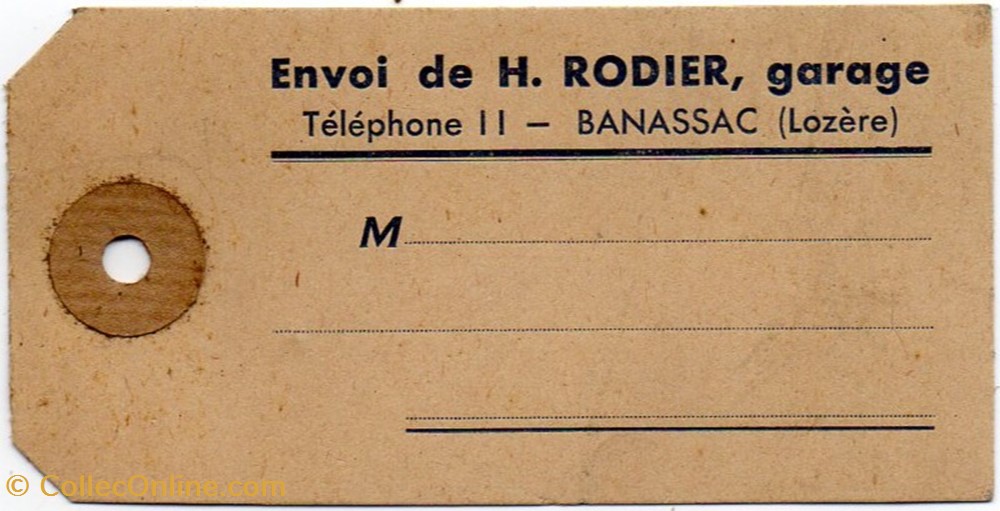 Envoi de H. RODIER, garage
Téléphone 11 – BANASSAC (Lozère)
M
© CollecOnline.com